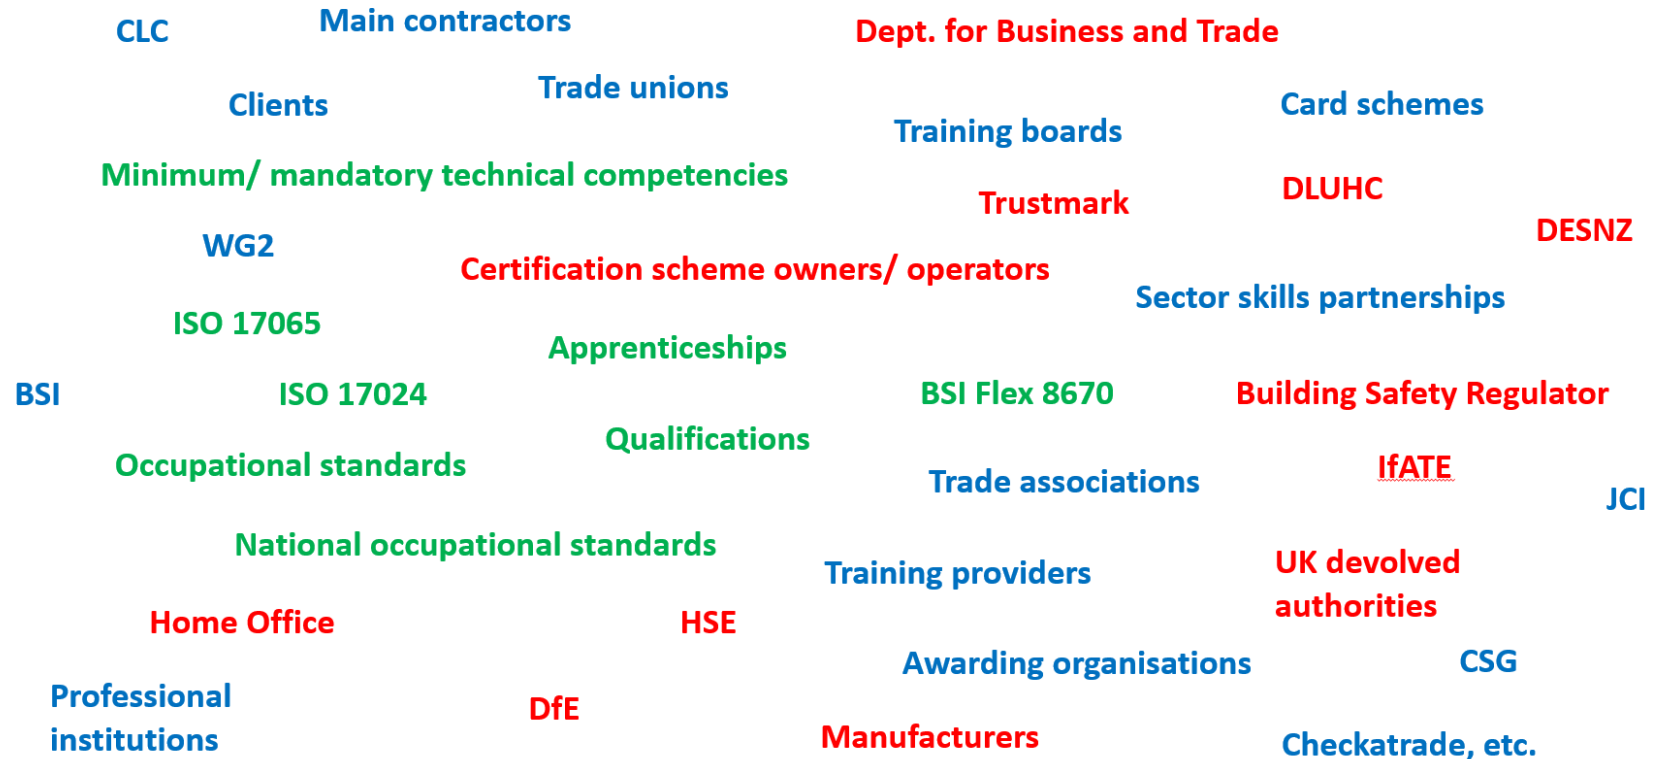 CLC
Main contractors
Dept. for Business and Trade
Clients
Trade unions
Card schemes
Training boards
Minimum/ mandatory technical competencies
Trustmark
DLUHC
DESNZ
WG2
Certification scheme owners/ operators
Sector skills partnerships
ISO 17065
Apprenticeships
BSI
ISO 17024
BSI Flex 8670
Building Safety Regulator
Qualifications
Occupational standards
Trade associations
IfATE
JCI
National occupational standards
Training providers
UK devolved
authorities
Home Office
HSE
Awarding organisations
CSG
Professional
institutions
DfE
Manufacturers
Checkatrade, etc.